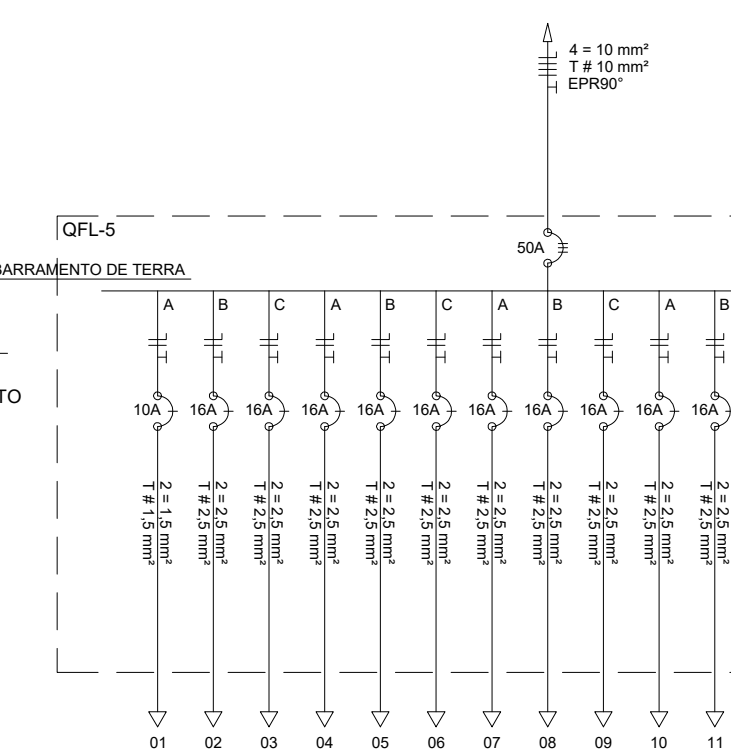 4 = 10 mm²
T # 10 mm²
EPR90°
QFL-5
50A
BARRAMENTO DE TERRA
A B C A B C A B C A B
TO
10A 16A 16A 16A 16A 16A 16A 16A 16A 16A 16A
2 = 1,5 mm²
T # 1,5 mm²
2 = 2,5 mm²
T # 2,5 mm²
2 = 2,5 mm²
T # 2,5 mm²
2 = 2,5 mm²
T # 2,5 mm²
2 = 2,5 mm²
T # 2,5 mm²
2 = 2,5 mm²
T # 2,5 mm²
2 = 2,5 mm²
T # 2,5 mm²
2 = 2,5 mm²
T # 2,5 mm²
2 = 2,5 mm²
T # 2,5 mm²
2 = 2,5 mm²
T # 2,5 mm²
2 = 2,5 mm²
T # 2,5 mm²
01 02 03 04 05 06 07 08 09 10 11